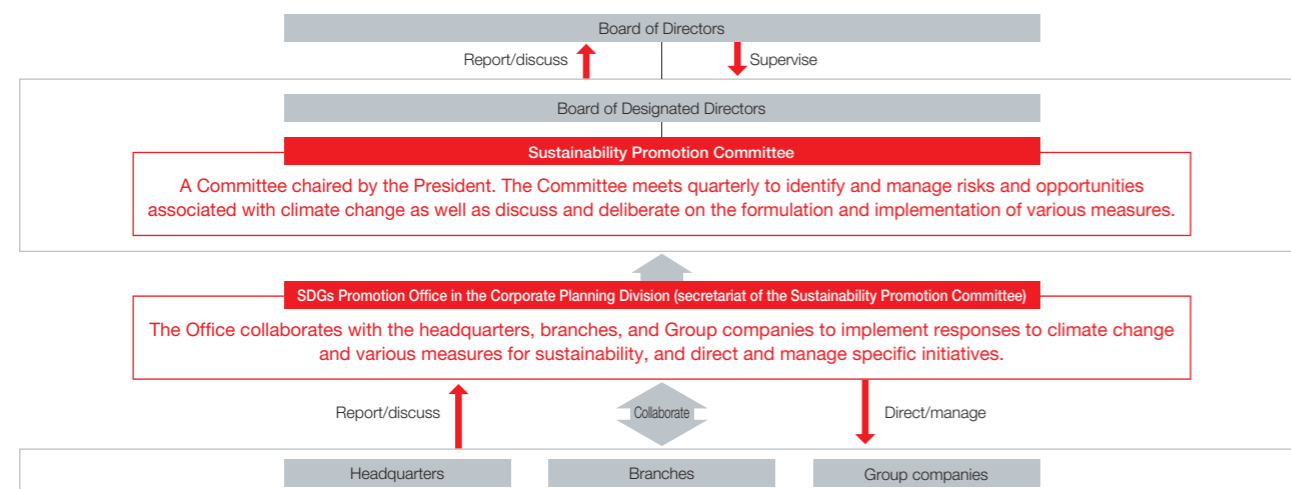 Board of Directors
Report/discuss
Supervise
Board of Designated Directors
Sustainability Promotion Committee
A Committee chaired by the President. The Committee meets quarterly to identify and manage risks and opportunities
associated with climate change as well as discuss and deliberate on the formulation and implementation of various measures.
SDGs Promotion Office in the Corporate Planning Division (secretariat of the Sustainability Promotion Committee)
The Office collaborates with the headquarters, branches, and Group companies to implement responses to climate change
and various measures for sustainability, and direct and manage specific initiatives.
Report/discuss
Collaborate
Direct/manage
Headquarters
Branches
Group companies